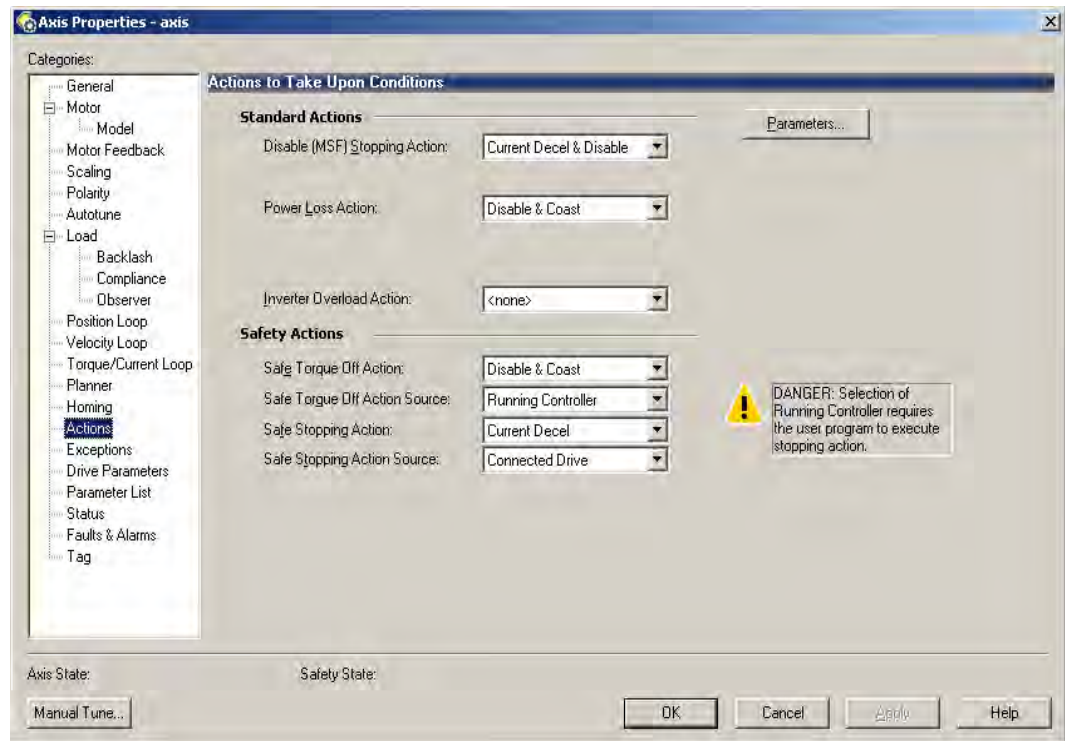 Axis Properties - axis
Categories:
General
Motor
Model
Motor Feedback
Scaling
Polarity
Autotune
Load
Backlash
Compliance
Observer
Position Loop
Velocity Loop
Torque/Current Loop
Planner
Homing
Actions
Exceptions
Drive Parameters
Parameter List
Status
Faults & Alarms
Tag
Actions to Take Upon Conditions
Standard Actions
Parameters...
Disable (MSF) Stopping Action: Current Decel & Disable
Power Loss Action: Disable & Coast
Inverter Overload Action: <none>
Safety Actions
Safe Torque Off Action: Disable & Coast
Safe Torque Off Action Source: Running Controller
Safe Stopping Action: Current Decel
Safe Stopping Action Source: Connected Drive
DANGER: Selection of
Running Controller requires
the user program to execute
stopping action.
Axis State: Safety State:
Manual Tune... OK Cancel Apply Help